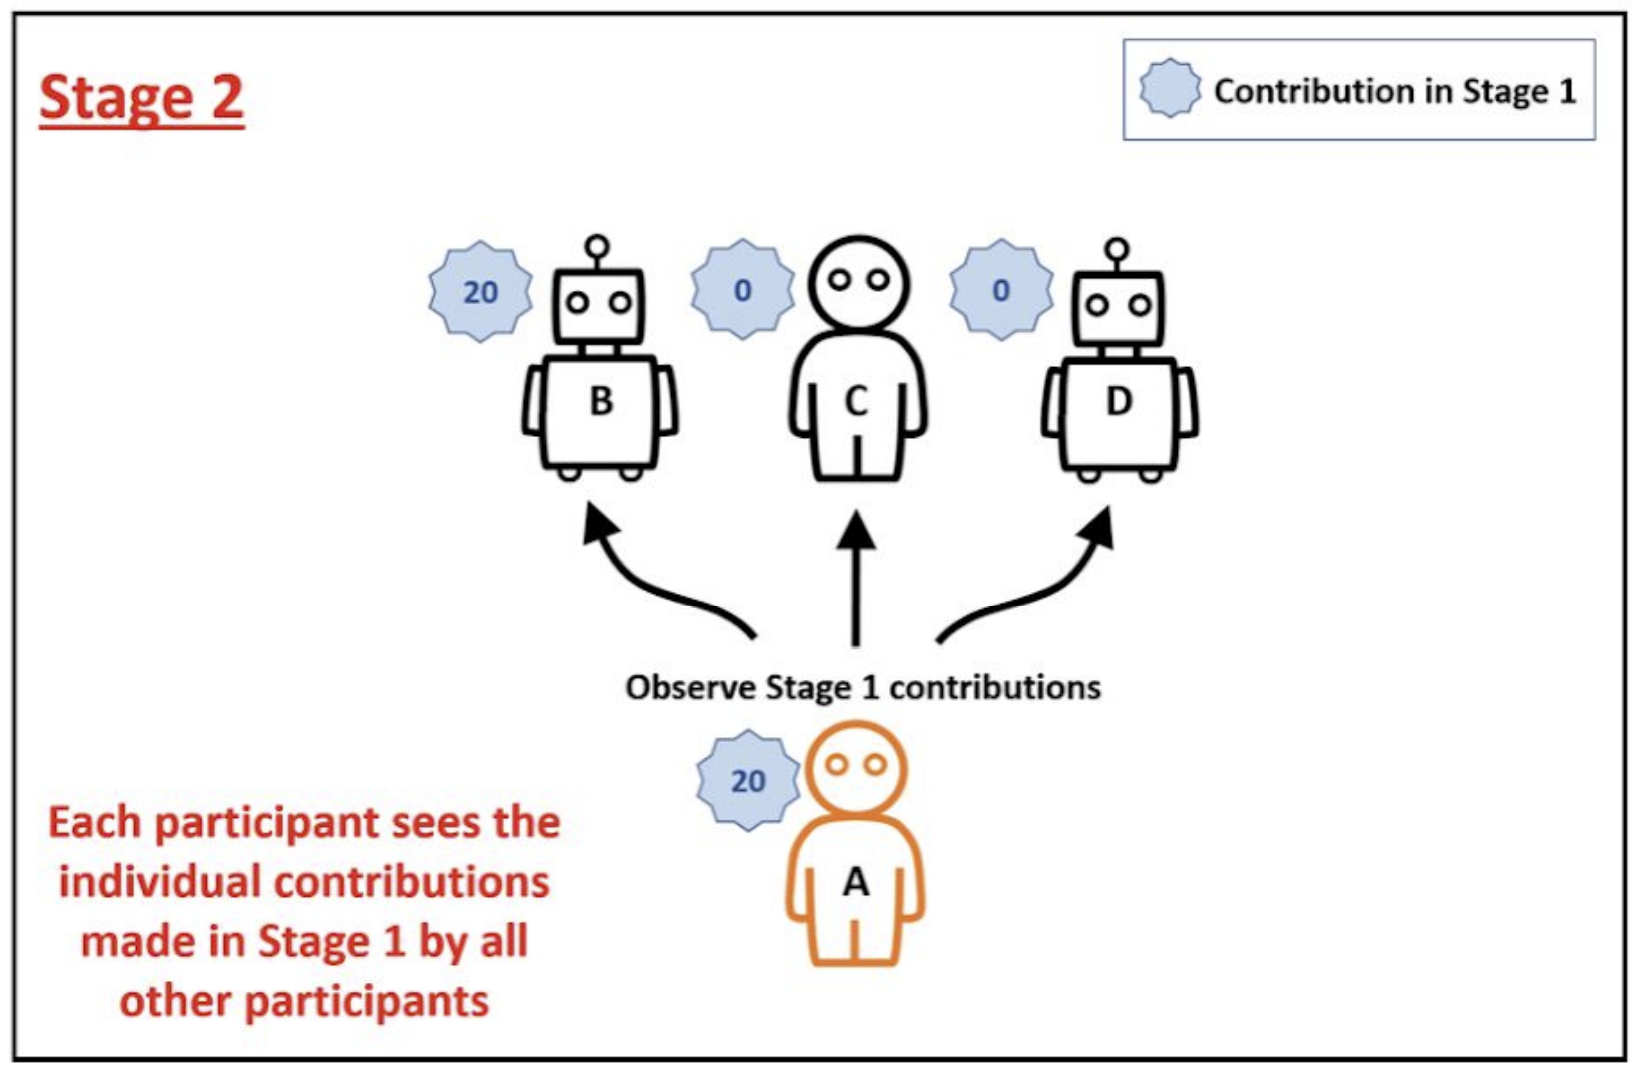 Stage 2
Contribution in Stage 1
20
0
0
B
C
D
Observe Stage 1 contributions
20
A
Each participant sees the
individual contributions
made in Stage 1 by all
other participants